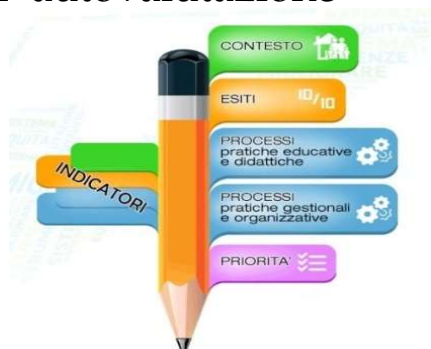 CONTESTO
ESITI 10/10
PROCESSI
pratiche educative
e didattiche
INDICATORI
PROCESSI
pratiche gestionali
e organizzative
PRIORITA'